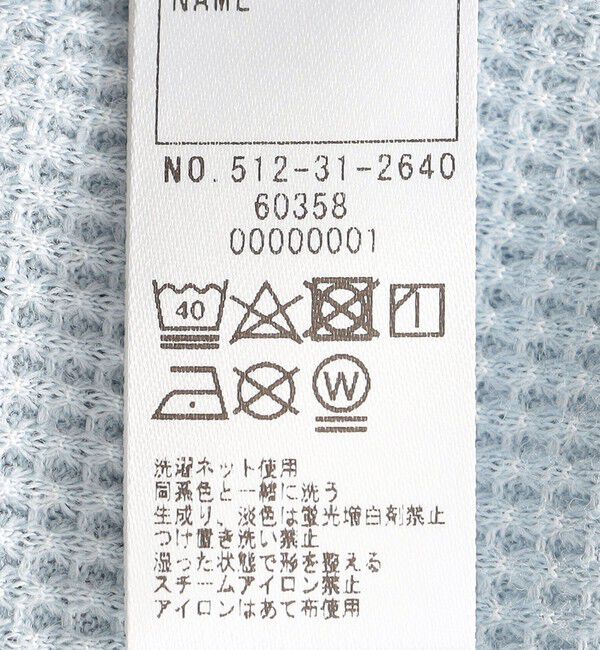 NAME
NO. 512-31-2640
60358
00000001
40
W
洗濯ネット使用
同系色と一緒に洗う
生成り、淡色は蛍光増白剤禁止
つけ置き洗い禁止
湿った状態で形を整える
スチームアイロン禁止
アイロンはあて布使用